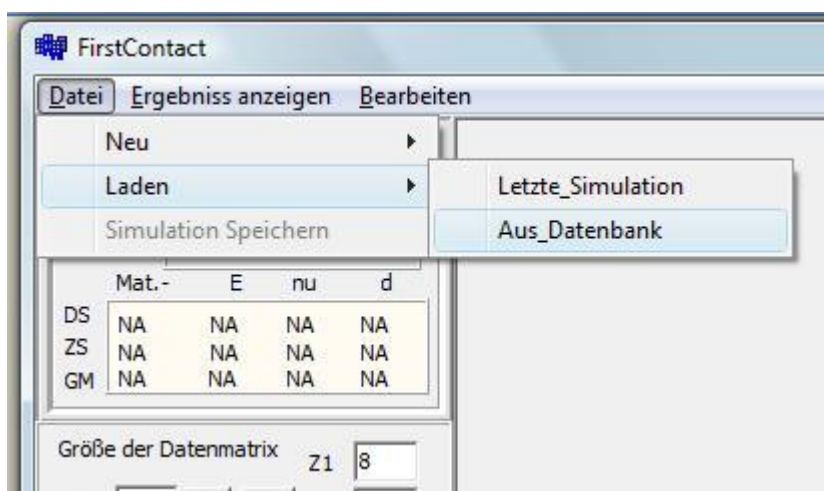 FirstContact
Datei Ergebniss anzeigen Bearbeiten
Neu
Laden
Letzte_Simulation
Simulation Speichern
Aus_Datenbank
Mat.- E nu d
DS NA NA NA NA
ZS NA NA NA NA
GM NA NA NA NA
Größe der Datenmatrix Z1 8